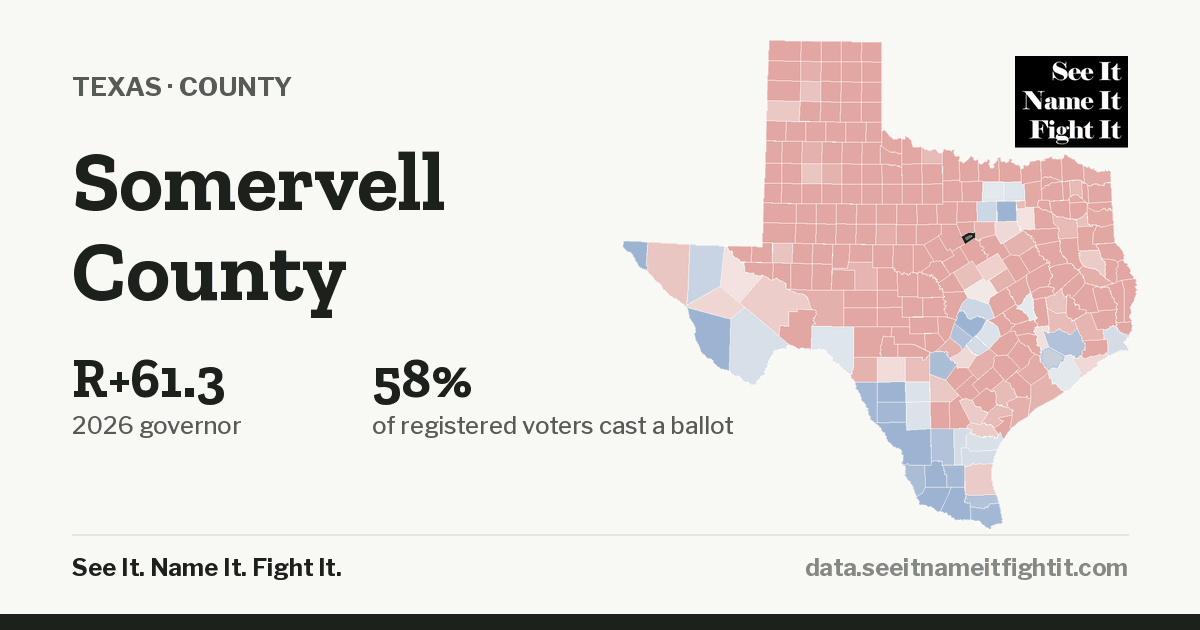 TEXAS · COUNTY
See It
Name It
Fight It
Somervell
County
R+61.3
2026 governor
58%
of registered voters cast a ballot
See It. Name It. Fight It.
data.seeitnameitfightit.com